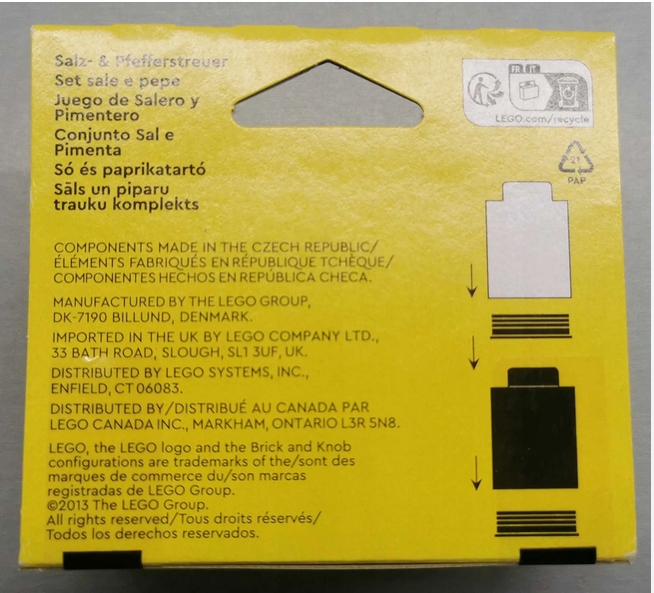 Salz- & Pfefferstreuer
Set sale e pepe
Juego de Salero y
Pimentero
Conjunto Sal e
Pimenta
Só és paprikatartó
Sāls un piparu
trauku komplekts
FR IT
LEGO.com/recycle
21
PAP
COMPONENTS MADE IN THE CZECH REPUBLIC/
ÉLÉMENTS FABRIQUÉS EN RÉPUBLIQUE TCHÈQUE/
COMPONENTES HECHOS EN REPÚBLICA CHECA.
MANUFACTURED BY THE LEGO GROUP,
DK-7190 BILLUND, DENMARK.
IMPORTED IN THE UK BY LEGO COMPANY LTD.,
33 BATH ROAD, SLOUGH, SL1 3UF, UK.
DISTRIBUTED BY LEGO SYSTEMS, INC.,
ENFIELD, CT 06083.
DISTRIBUTED BY/DISTRIBUÉ AU CANADA PAR
LEGO CANADA INC., MARKHAM, ONTARIO L3R 5N8.
LEGO, the LEGO logo and the Brick and Knob
configurations are trademarks of the/sont des
marques de commerce du/son marcas
registradas de LEGO Group.
©2013 The LEGO Group.
All rights reserved/Tous droits réservés/
Todos los derechos reservados.